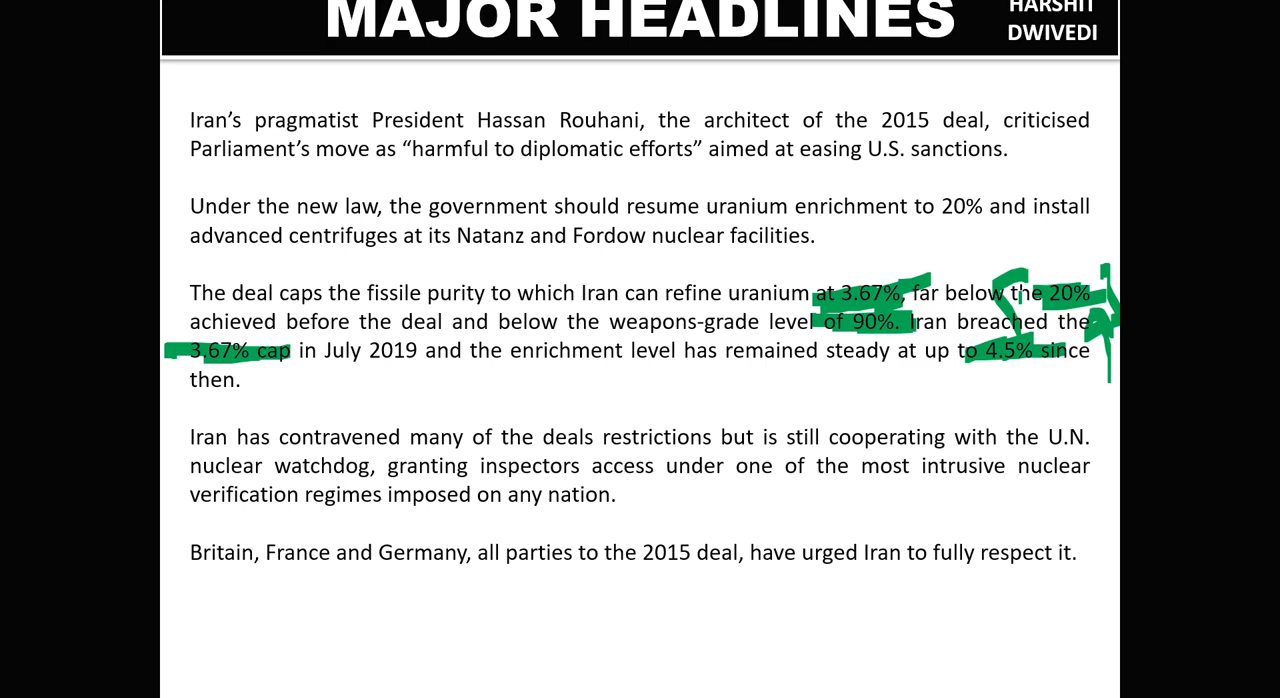 MAJOR HEADLINES
HARSHIT
DWIVEDI
Iran’s pragmatist President Hassan Rouhani, the architect of the 2015 deal, criticised
Parliament’s move as “harmful to diplomatic efforts” aimed at easing U.S. sanctions.
Under the new law, the government should resume uranium enrichment to 20% and install
advanced centrifuges at its Natanz and Fordow nuclear facilities.
The deal caps the fissile purity to which Iran can refine uranium at 3.67%, far below the 20%
achieved before the deal and below the weapons-grade level of 90%. Iran breached the
3.67% cap in July 2019 and the enrichment level has remained steady at up to 4.5% since
then.
Iran has contravened many of the deals restrictions but is still cooperating with the U.N.
nuclear watchdog, granting inspectors access under one of the most intrusive nuclear
verification regimes imposed on any nation.
Britain, France and Germany, all parties to the 2015 deal, have urged Iran to fully respect it.